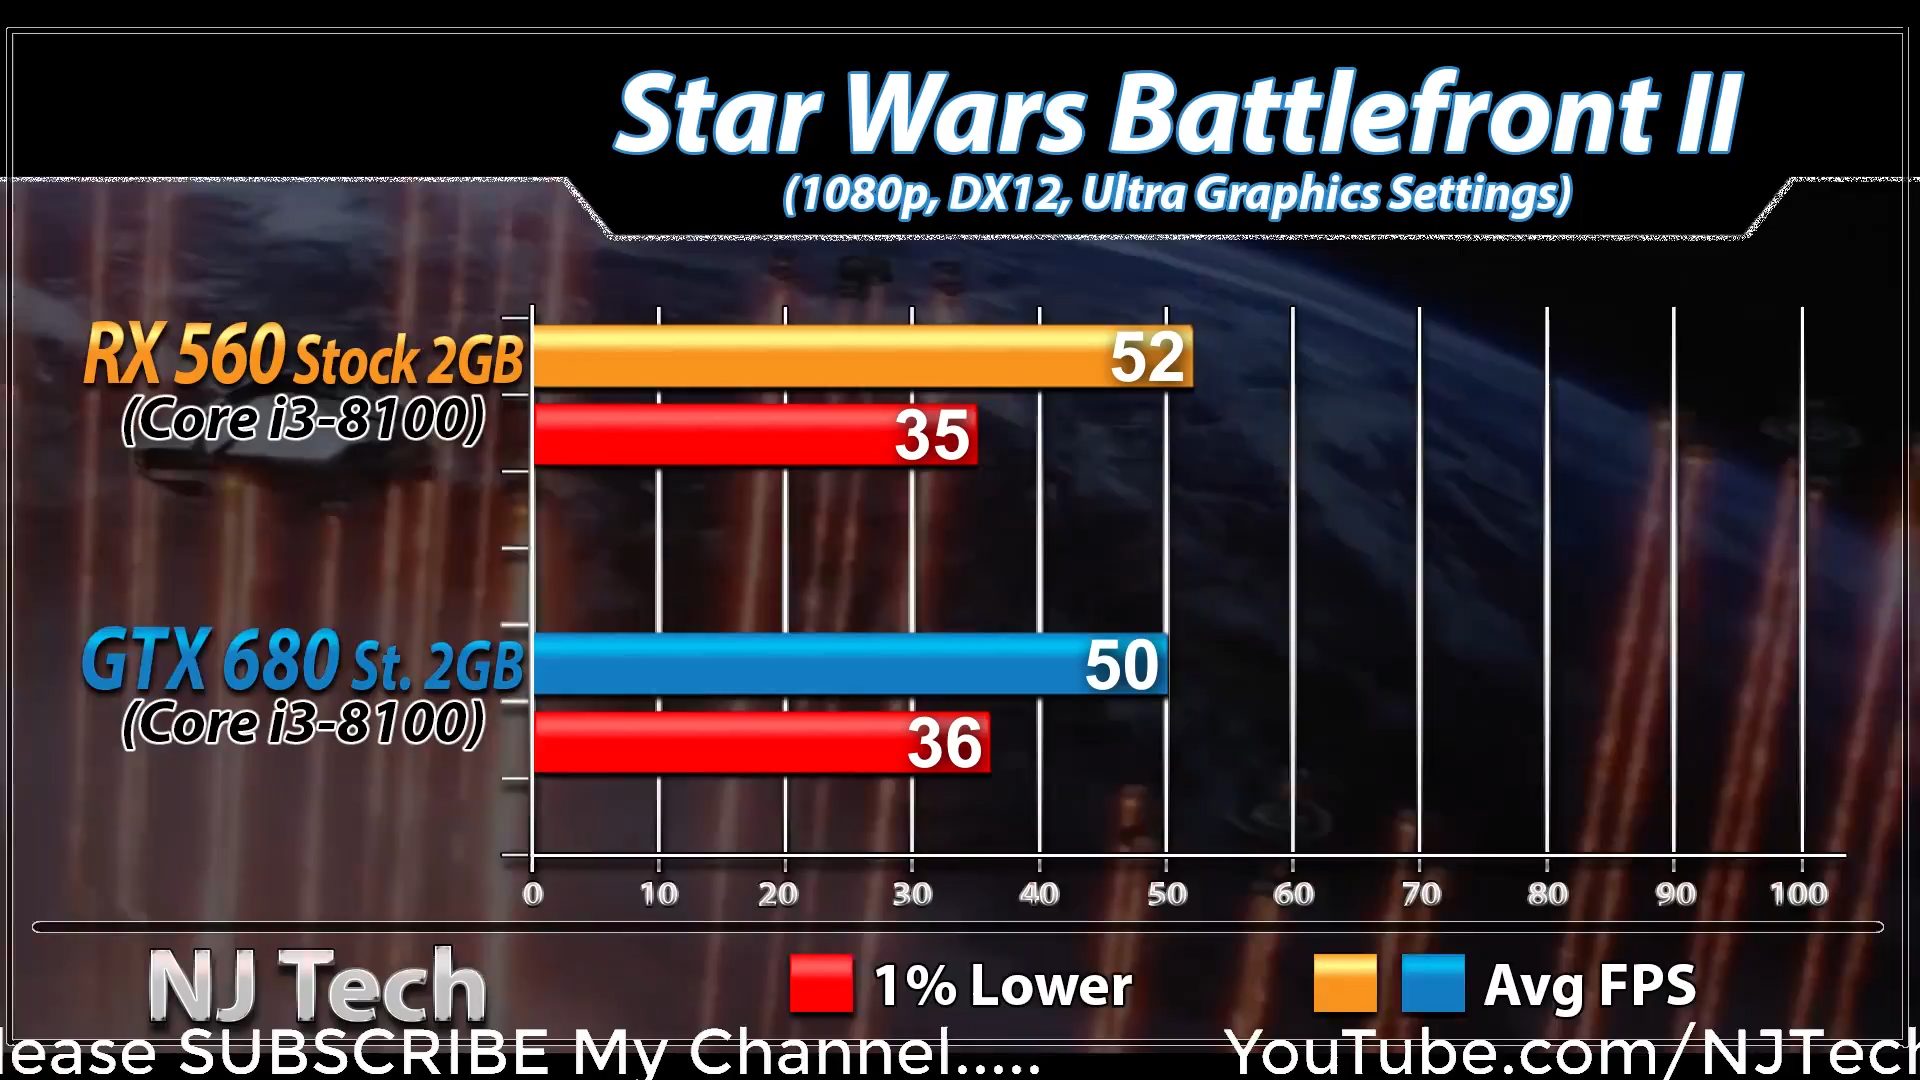 Star Wars Battlefront II
(1080p, DX12, Ultra Graphics Settings)
RX 560 Stock 2GB
(Core i3-8100)
52
35
GTX 680 St. 2GB
(Core i3-8100)
50
36
0 10 20 30 40 50 60 70 80 90 100
NJ Tech
1% Lower
Avg FPS
lease SUBSCRIBE My Channel..... YouTube.com/NJTech